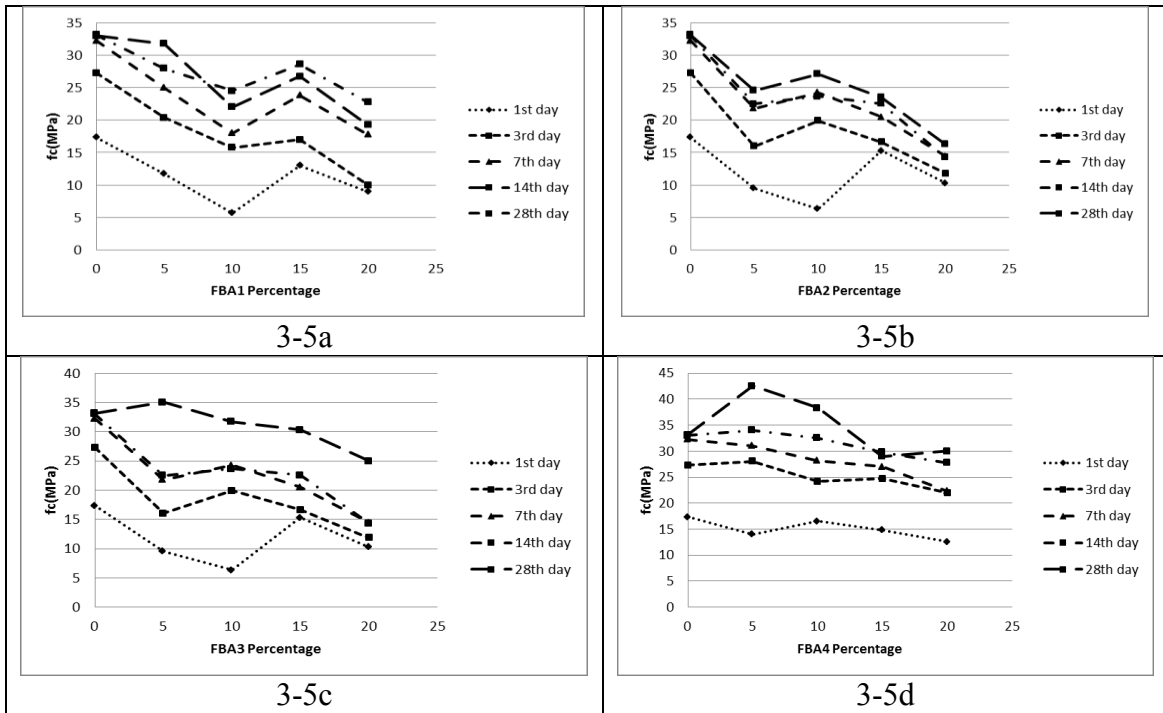 35
30
25
20
15
10
5
0
fc(MPa)
0 5 10 15 20 25
FBA1 Percentage
1st day
3rd day
7th day
14th day
28th day
3-5a
35
30
25
20
15
10
5
0
fc(MPa)
0 5 10 15 20 25
FBA2 Percentage
1st day
3rd day
7th day
14th day
28th day
3-5b
40
35
30
25
20
15
10
5
0
fc(MPa)
0 5 10 15 20 25
FBA3 Percentage
1st day
3rd day
7th day
14th day
28th day
3-5c
45
40
35
30
25
20
15
10
5
0
fc(MPa)
0 5 10 15 20 25
FBA4 Percentage
1st day
3rd day
7th day
14th day
28th day
3-5d